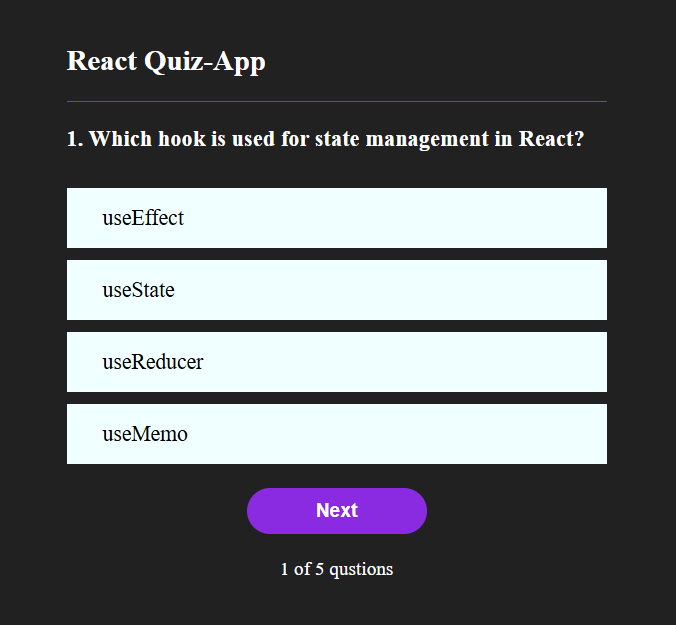 React Quiz-App
1. Which hook is used for state management in React?
useEffect
useState
useReducer
useMemo
Next
1 of 5 qustions